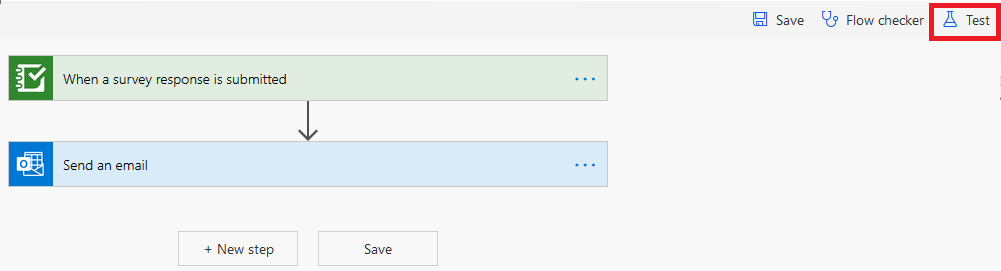 Save Flow checker Test
When a survey response is submitted
Send an email
+ New step Save